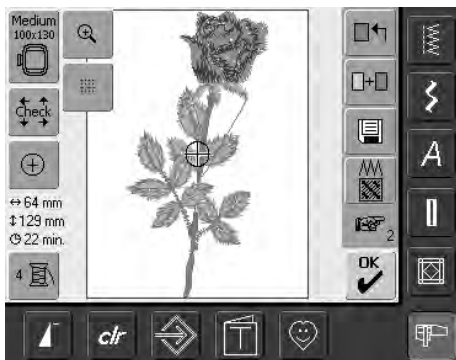 Medium
100x130
Check
64 mm
129 mm
22 min.
4
2
OK
clr
A
T